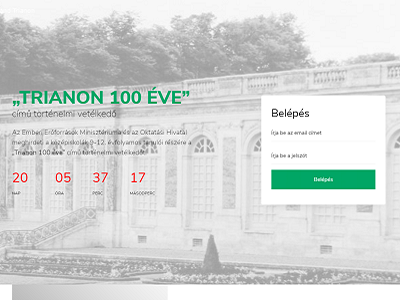 „TRIANON 100 ÉVE”
című történelmi vetélkedő
Az Emberi Erőforrások Minisztériuma és az Oktatási Hivatal
meghirdeti a középiskolák 9-12. évfolyamos tanulói részére a
„Trianon 100 éve” című történelmi vetélkedőt.
20 05 37 17
NAP ÓRA PERC MÁSODPERC
Belépés
Írja be az email címét
Írja be a jelszót
Belépés